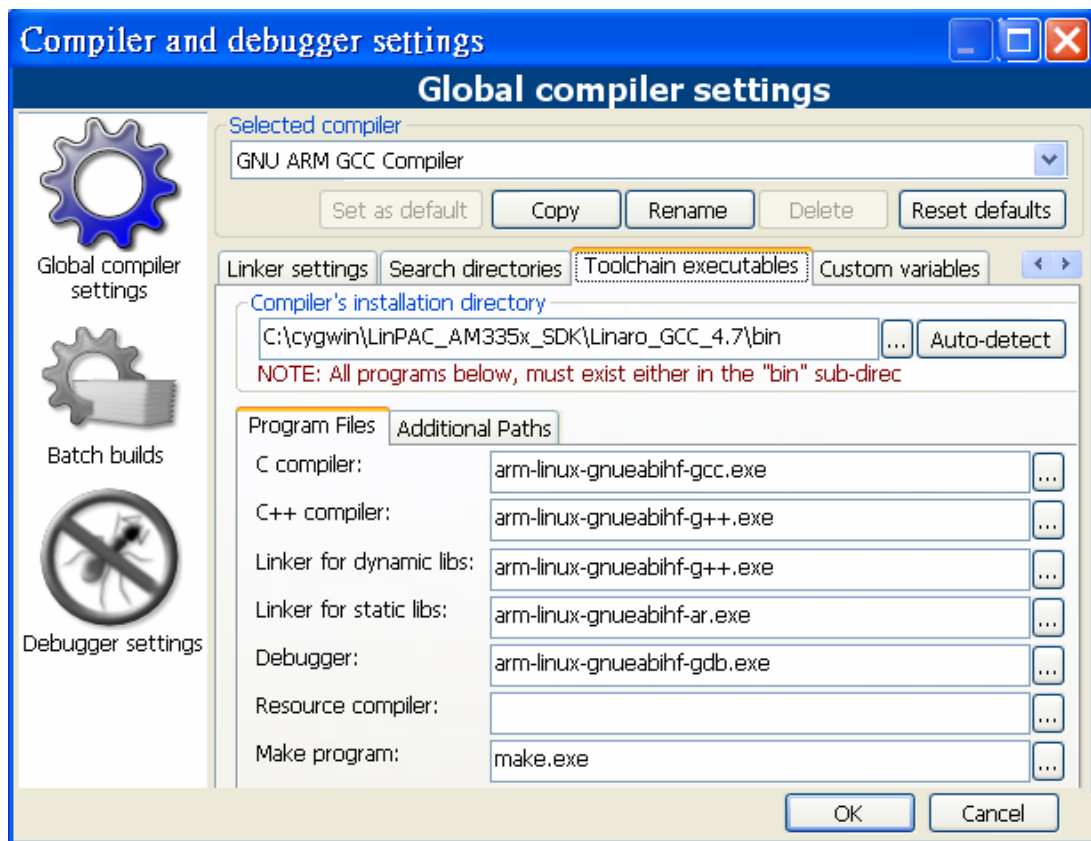 Compiler and debugger settings
Global compiler settings
Global compiler
settings
Batch builds
Debugger settings
Selected compiler
GNU ARM GCC Compiler
Set as default Copy Rename Delete Reset defaults
Linker settings Search directories Toolchain executables Custom variables
Compiler's installation directory
C:\cygwin\LinPAC_AM335x_SDK\Linaro_GCC_4.7\bin ... Auto-detect
NOTE: All programs below, must exist either in the "bin" sub-direc
Program Files Additional Paths
C compiler: arm-linux-gnueabihf-gcc.exe ...
C++ compiler: arm-linux-gnueabihf-g++.exe ...
Linker for dynamic libs: arm-linux-gnueabihf-g++.exe ...
Linker for static libs: arm-linux-gnueabihf-ar.exe ...
Debugger: arm-linux-gnueabihf-gdb.exe ...
Resource compiler: ...
Make program: make.exe ...
OK Cancel